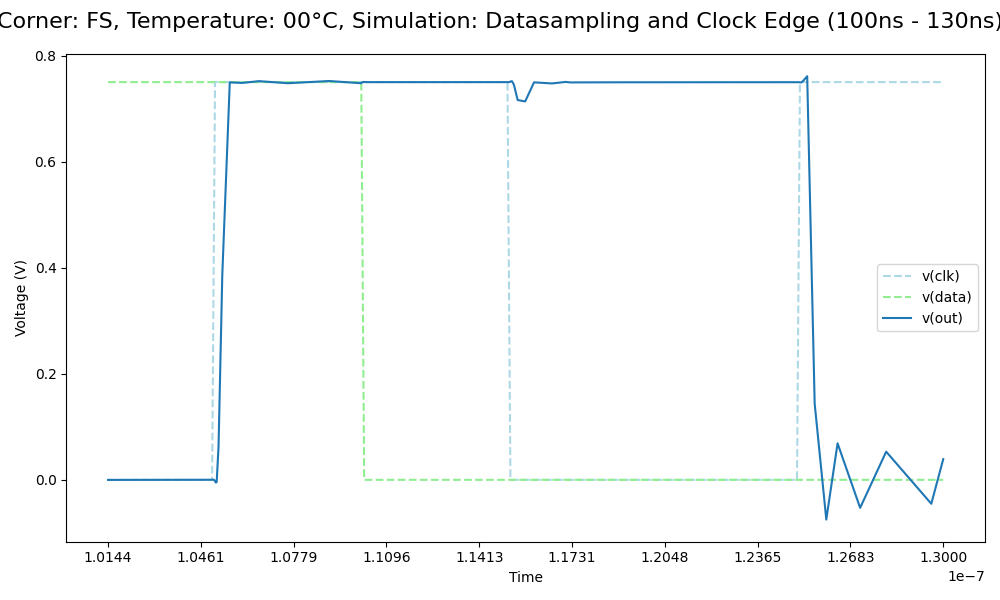 Corner: FS, Temperature: 00°C, Simulation: Datasampling and Clock Edge (100ns - 130ns)
0.8
0.6
0.4
0.2
0.0
Voltage (V)
v(clk)
v(data)
v(out)
1.0144 1.0461 1.0779 1.1096 1.1413 1.1731 1.2048 1.2365 1.2683 1.3000
1e−7
Time